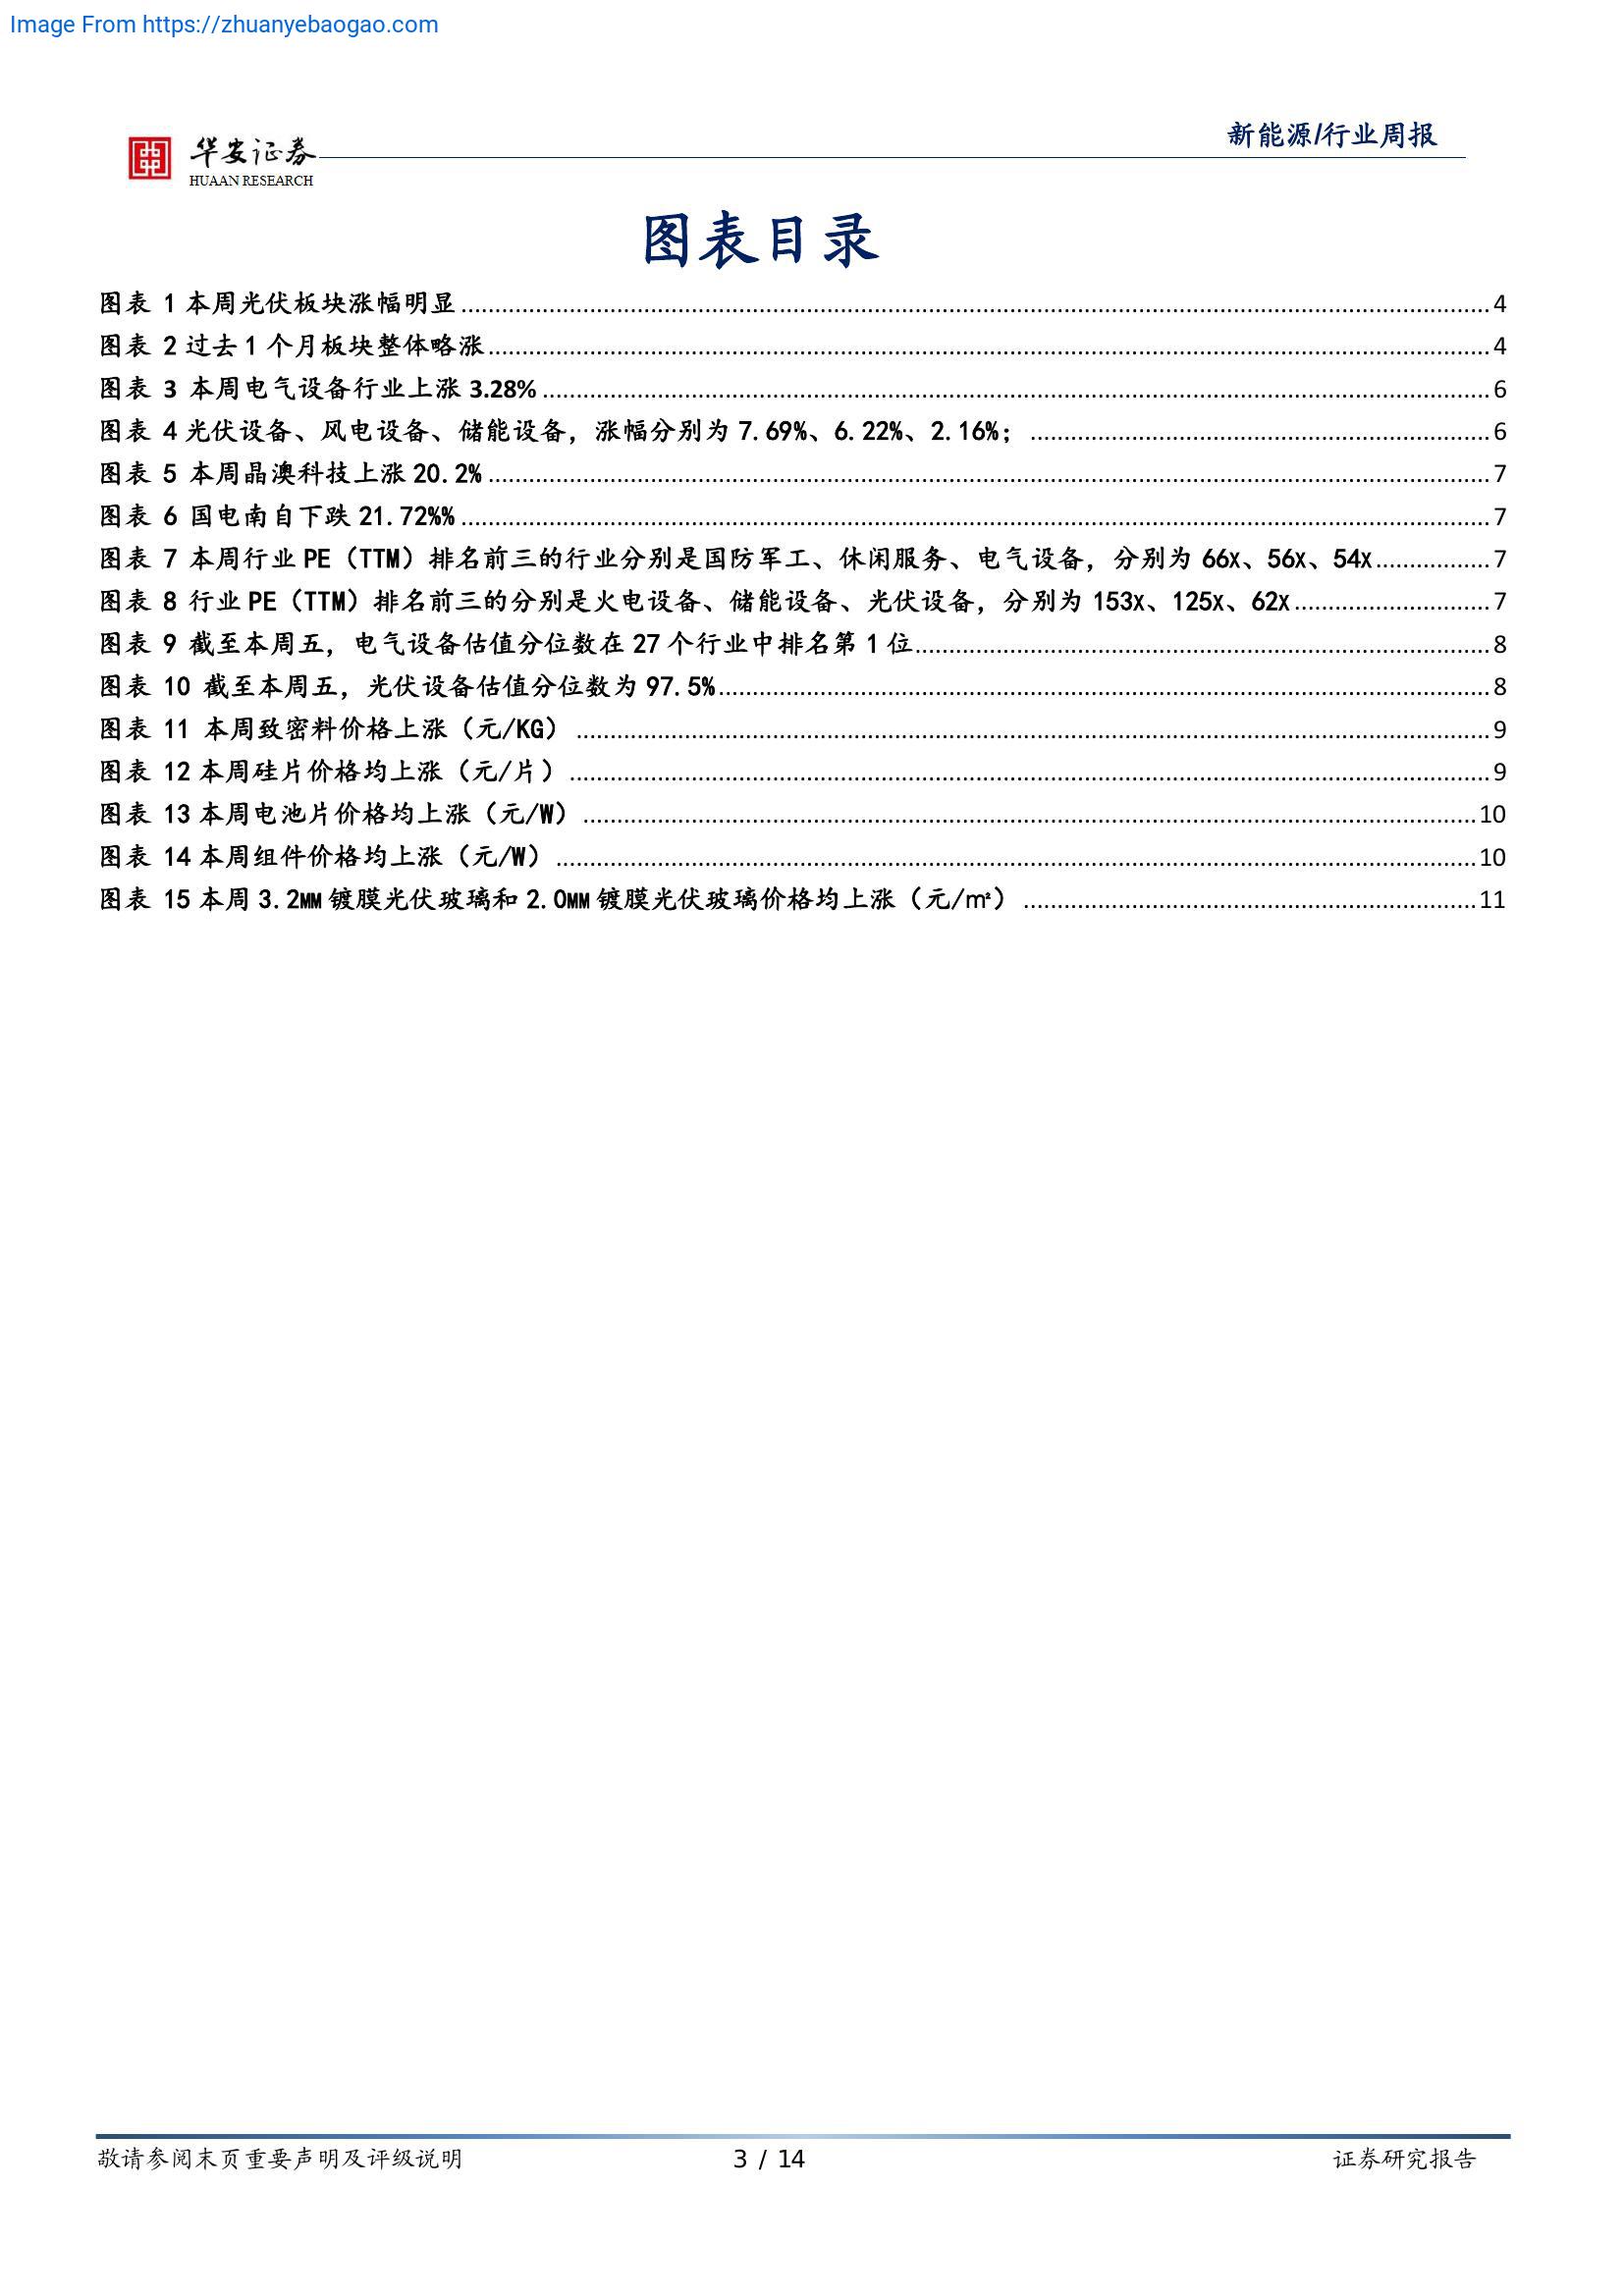 Image From https://zhuanyebaogao.com
新能源/行业周报
华安证券
HUAAN RESEARCH
图表目录
图表 1 本周光伏板块涨幅明显 4
图表 2 过去 1 个月板块整体略涨 4
图表 3 本周电气设备行业上涨 3.28% 6
图表 4 光伏设备、风电设备、储能设备，涨幅分别为 7.69%、6.22%、2.16%； 6
图表 5 本周晶澳科技上涨 20.2% 7
图表 6 国电南自下跌 21.72%% 7
图表 7 本周行业 PE（TTM）排名前三的行业分别是国防军工、休闲服务、电气设备，分别为 66X、56X、54X 7
图表 8 行业 PE（TTM）排名前三的分别是火电设备、储能设备、光伏设备，分别为 153X、125X、62X 7
图表 9 截至本周五，电气设备估值分位数在 27 个行业中排名第 1 位 8
图表 10 截至本周五，光伏设备估值分位数为 97.5% 8
图表 11 本周致密料价格上涨（元/KG） 9
图表 12 本周硅片价格均上涨（元/片） 9
图表 13 本周电池片价格均上涨（元/W） 10
图表 14 本周组件价格均上涨（元/W） 10
图表 15 本周 3.2MM 镀膜光伏玻璃和 2.0MM 镀膜光伏玻璃价格均上涨（元/㎡） 11
敬请参阅末页重要声明及评级说明 3 / 14 证券研究报告